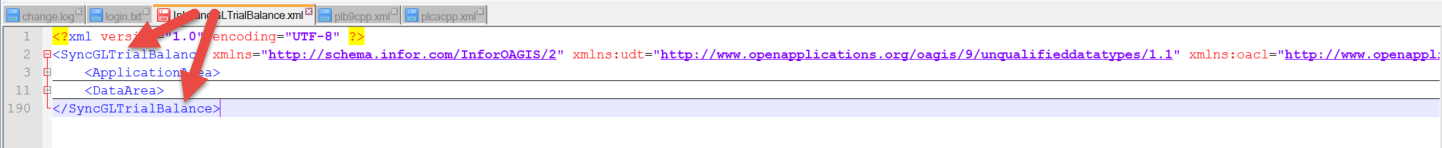 change.log login.txt GLTrialBalance.xml plb9cpp.xml plcacpp.xml
1 <?xml "1.0" encoding="UTF-8" ?>
2 <SyncGLTrialBalance xmlns="http://schema.infor.com/InforOAGIS/2" xmlns:udt="http://www.openapplications.org/oagis/9/unqualifieddatatypes/1.1" xmlns:oacl="http://www.openappl
3 <ApplicationArea>
11 <DataArea>
190 </SyncGLTrialBalance>